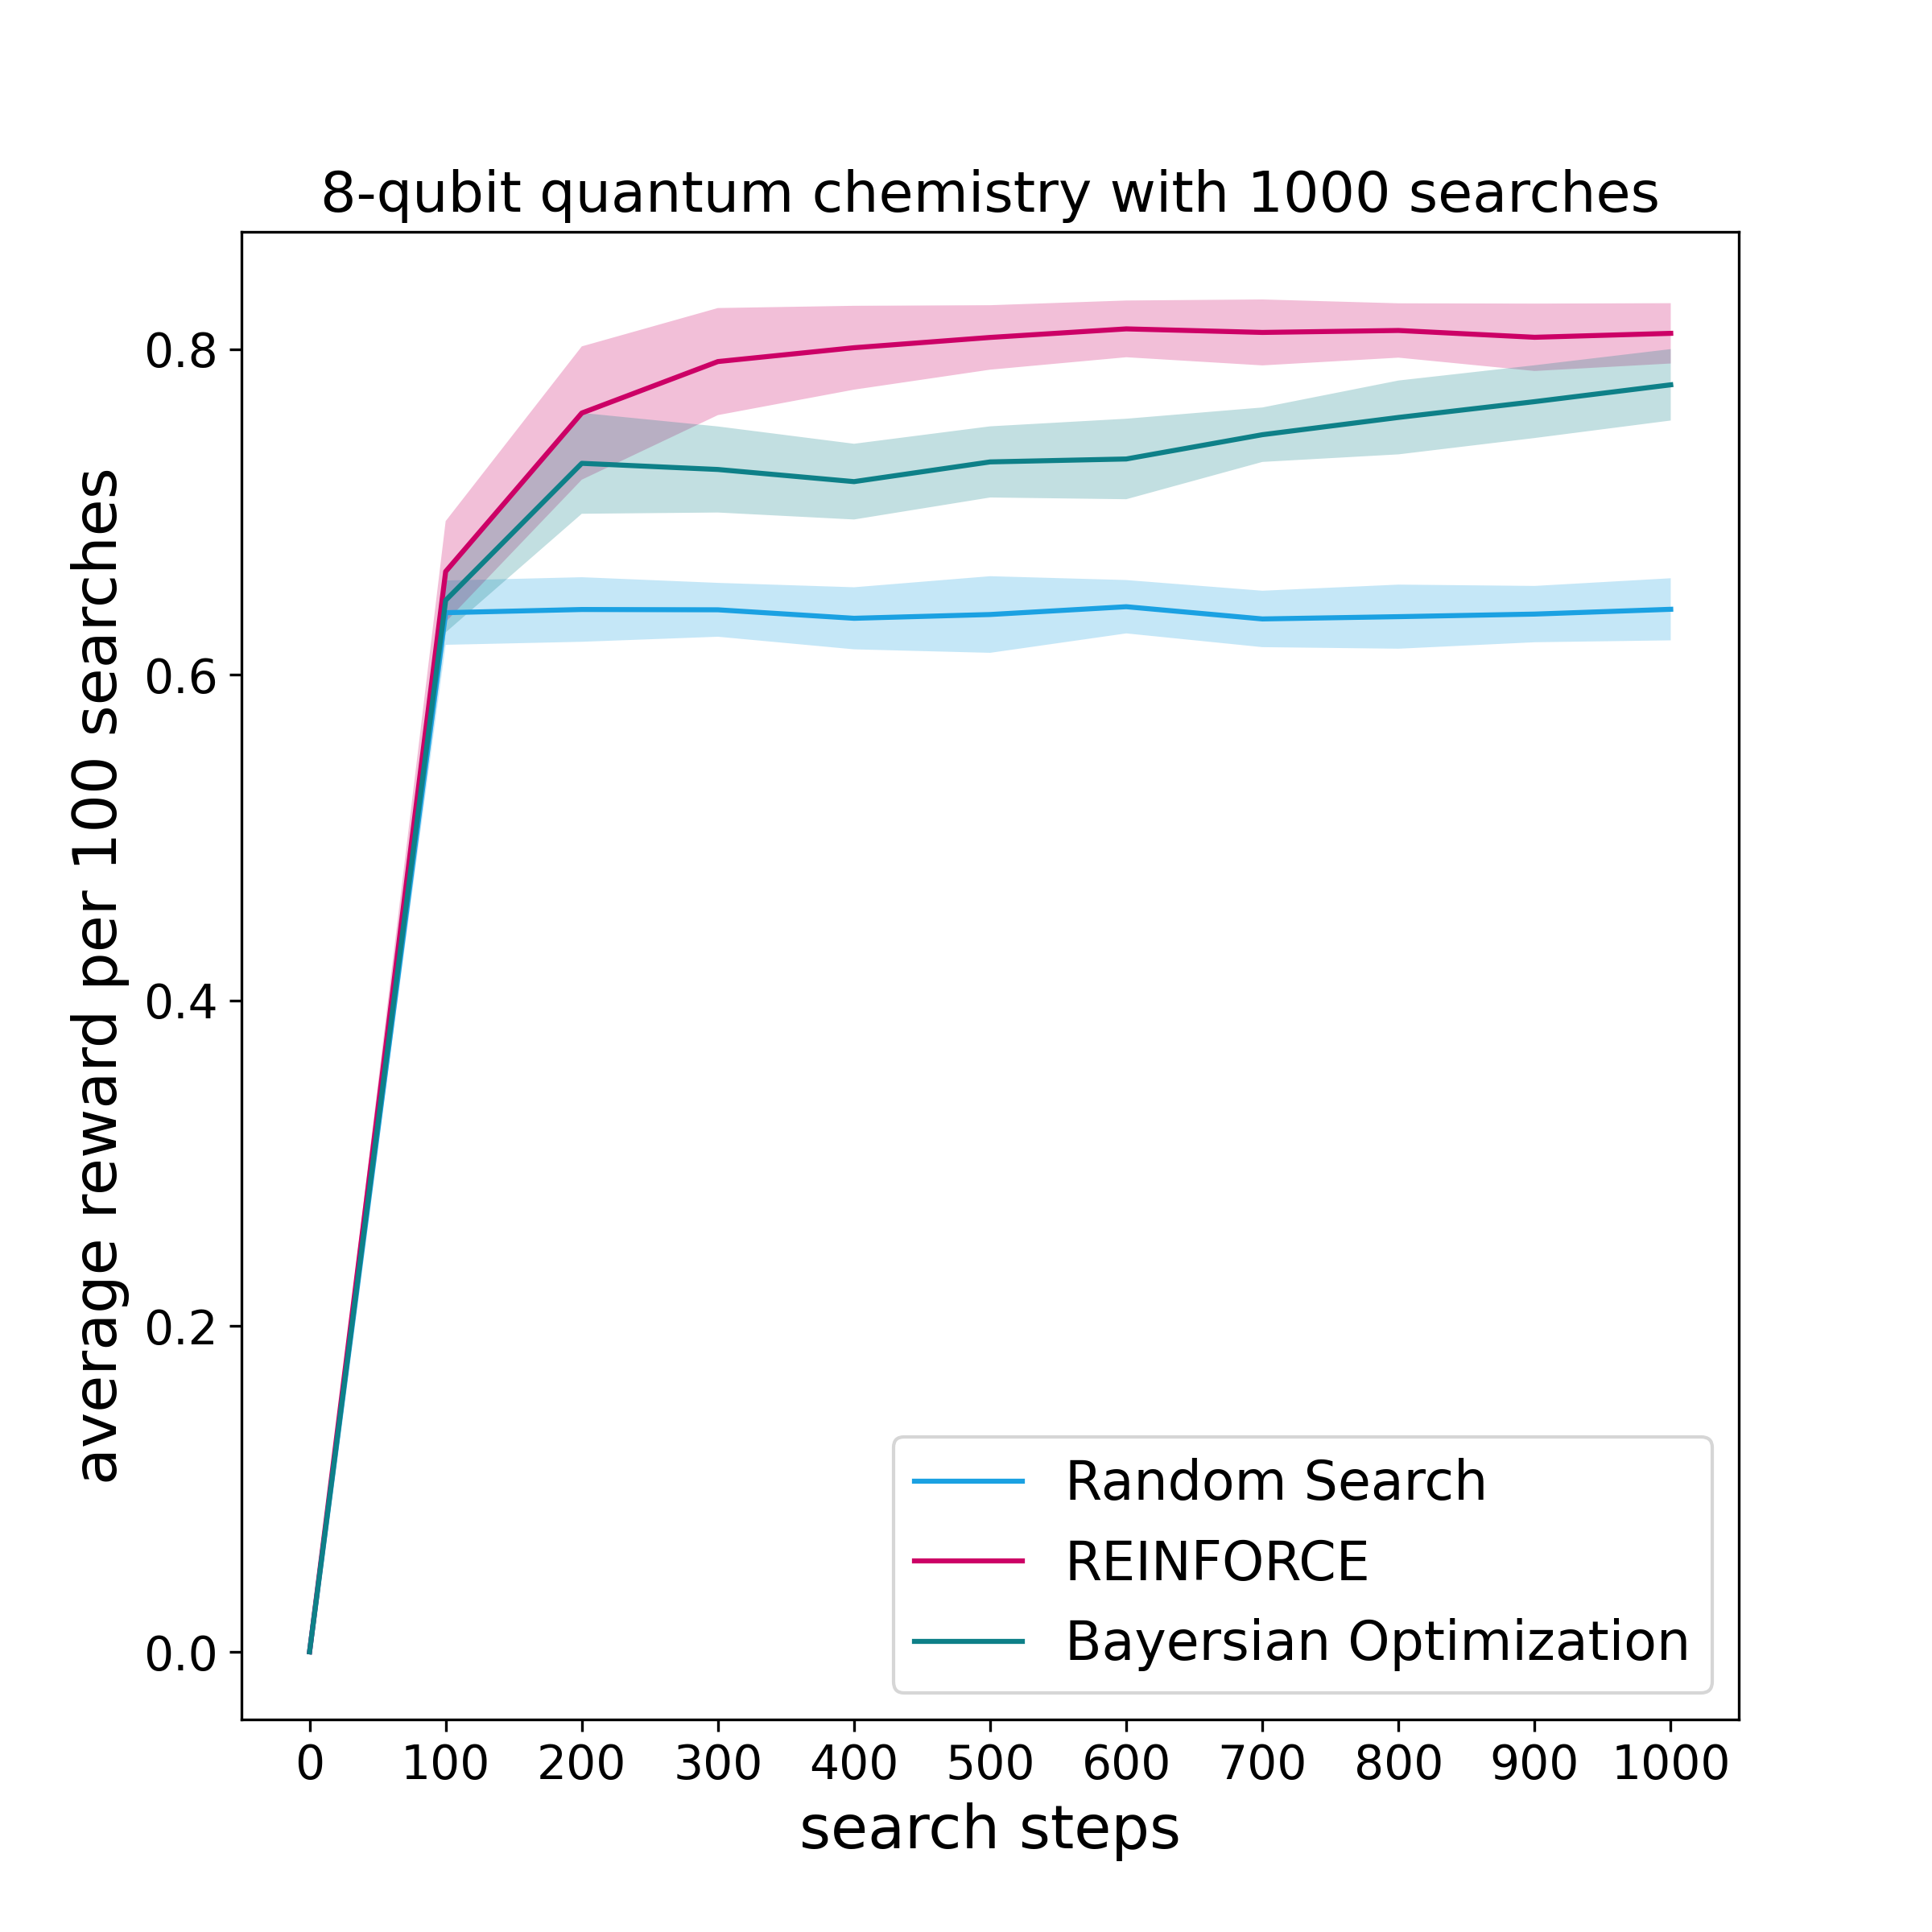 8-qubit quantum chemistry with 1000 searches
average reward per 100 searches
0.8
0.6
0.4
0.2
0.0
Random Search
REINFORCE
Bayersian Optimization
0 100 200 300 400 500 600 700 800 900 1000
search steps